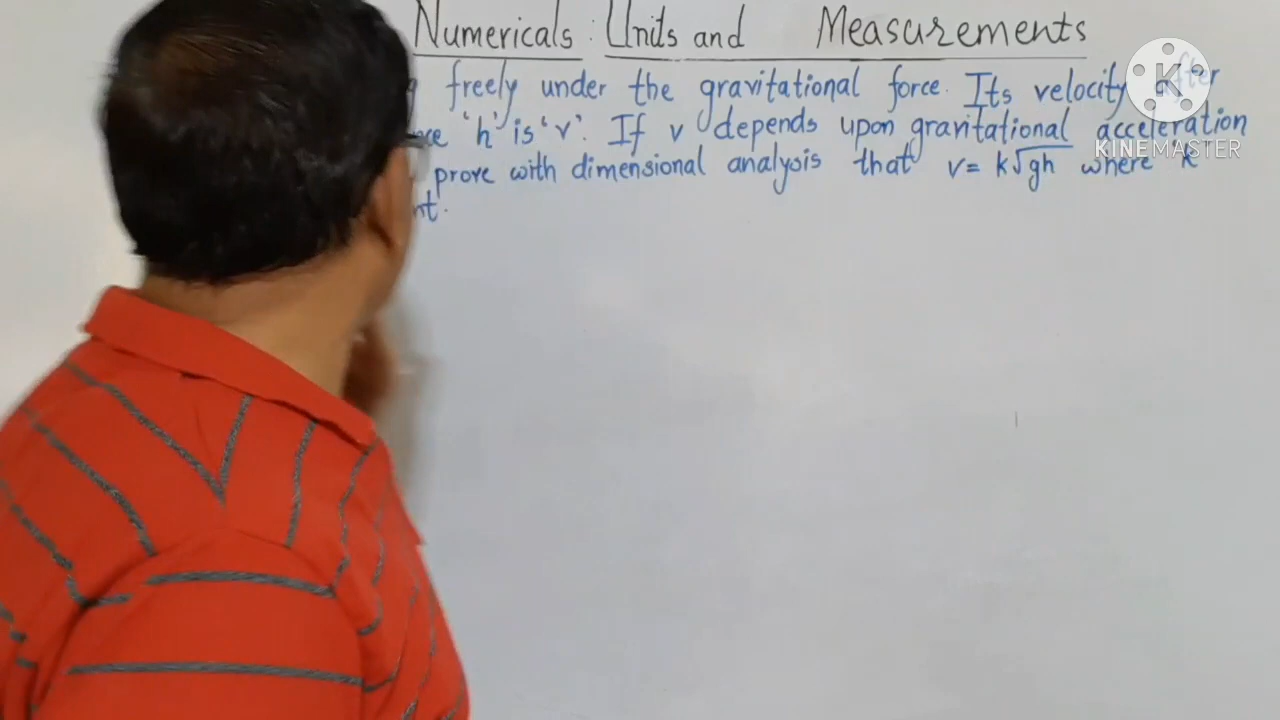 Numericals : Units and Measurements
freely under the gravitational force. Its velocity after
'h' is 'v'. If v depends upon gravitational acceleration
prove with dimensional analysis that v = k√gh where k
KINEMASTER